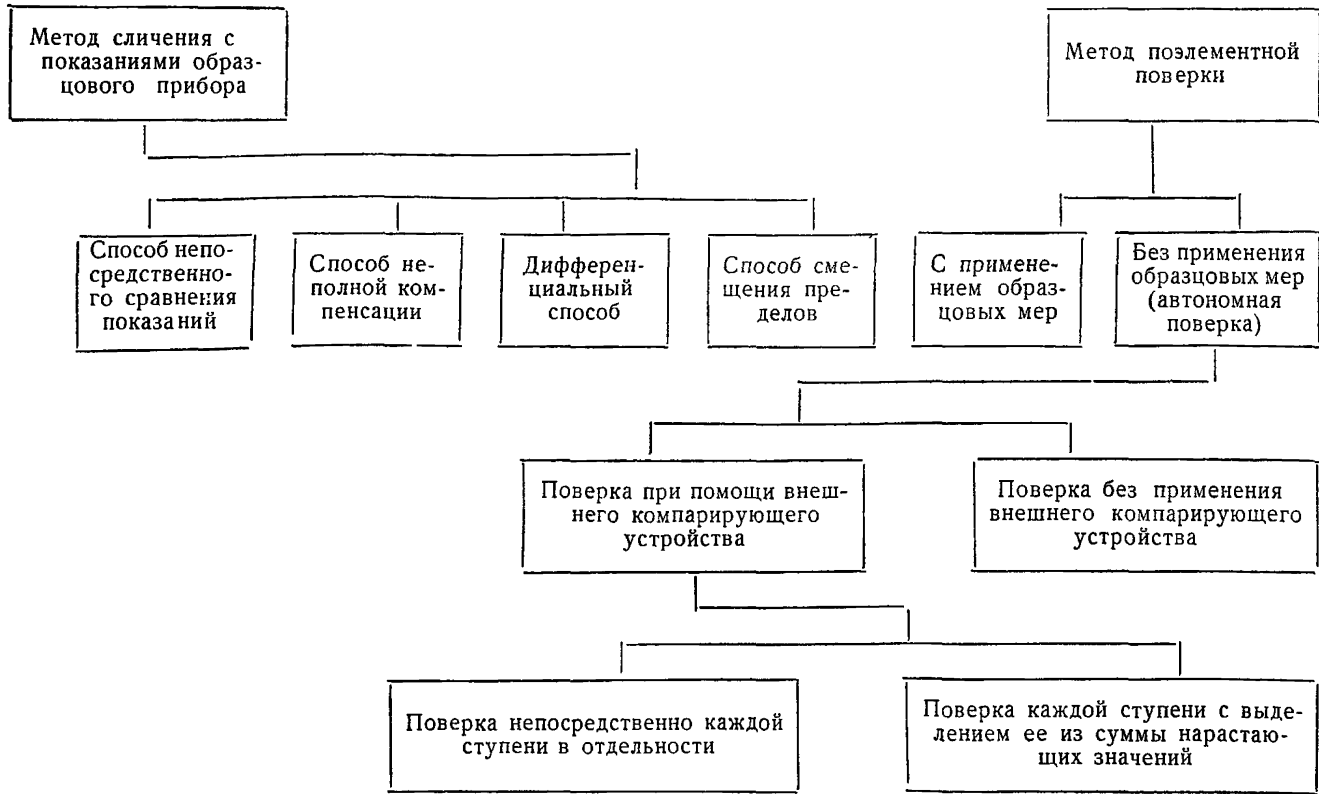 Метод сличения с
показаниями образ-
цового прибора
Метод поэлементной
поверки
Способ непо-
средственно-
го сравнения
показаний
Способ не-
полной ком-
пенсации
Дифферен-
циальный
способ
Способ сме-
щения пре-
делов
С примене-
нием образ-
цовых мер
Без применения
образцовых мер
(автономная
поверка)
Поверка при помощи внеш-
него компарирующего
устройства
Поверка без применения
внешнего компарирующего
устройства
Поверка непосредственно каждой
ступени в отдельности
Поверка каждой ступени с выде-
лением ее из суммы нарастаю-
щих значений